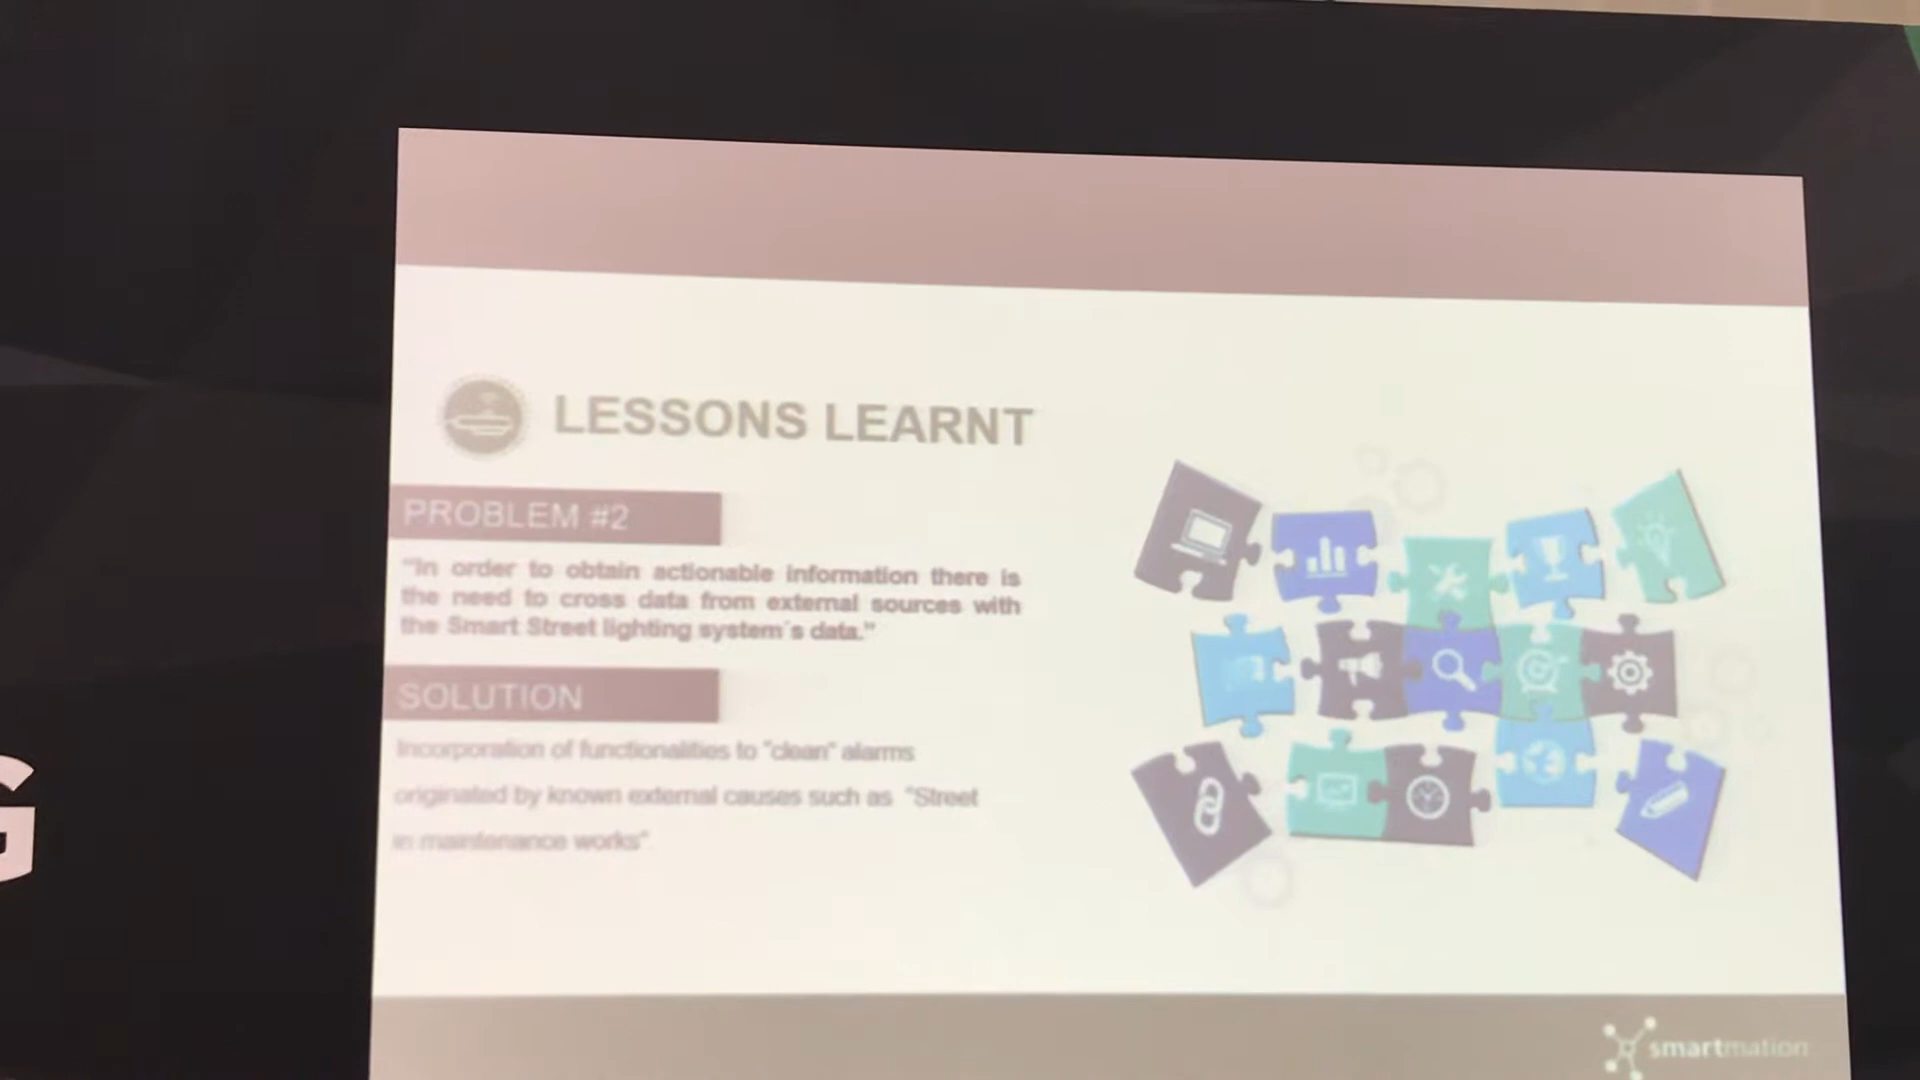 LESSONS LEARNT
PROBLEM #2
"In order to obtain actionable information there is
the need to cross data from external sources with
the Smart Street lighting system´s data."
SOLUTION
Incorporation of functionalities to "clean" alarms
originated by known external causes such as "Street
in maintenance works".
smartmation
G